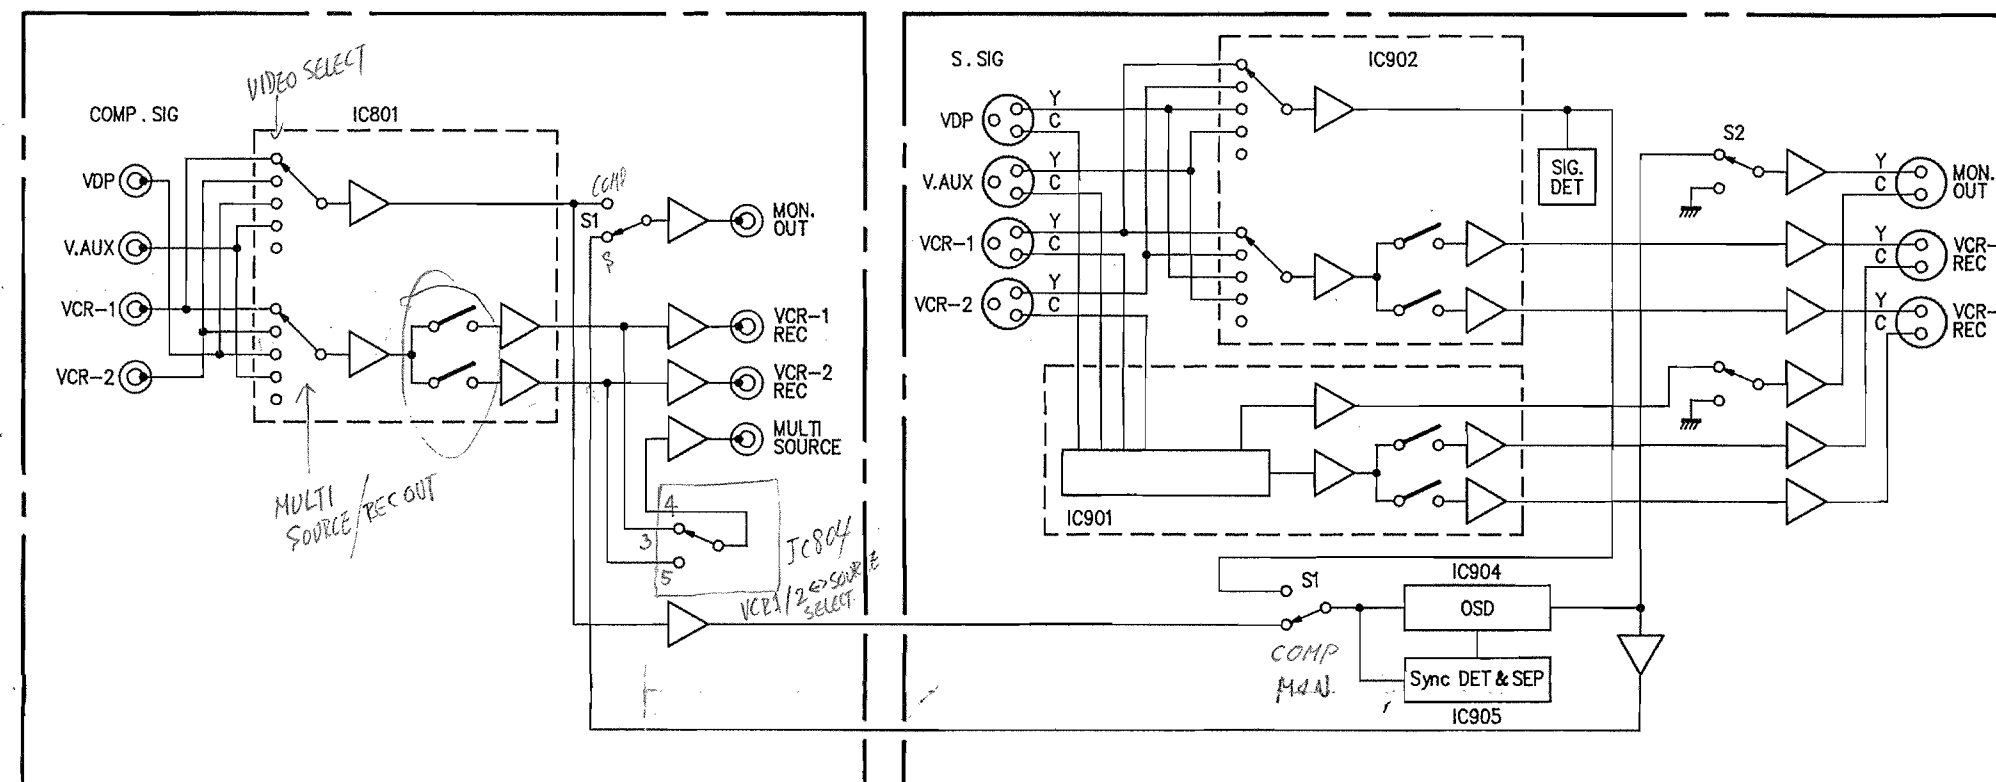 VIDEO SELECT
COMP . SIG
IC801
VDP
V.AUX
VCR-1
VCR-2
COMP
S1
S
MON.
OUT
VCR-1
REC
VCR-2
REC
MULTI
SOURCE
MULTI
SOURCE/REC OUT
4
3
5
IC804
VCR1/2 ⇔ SOURCE
SELECT
S. SIG
IC902
VDP
Y
C
V.AUX
Y
C
VCR-1
Y
C
VCR-2
Y
C
SIG.
DET
S2
Y
C
MON.
OUT
Y
C
VCR-
REC
Y
C
VCR-
REC
IC901
S1
COMP
IC904
OSD
Sync DET & SEP
IC905